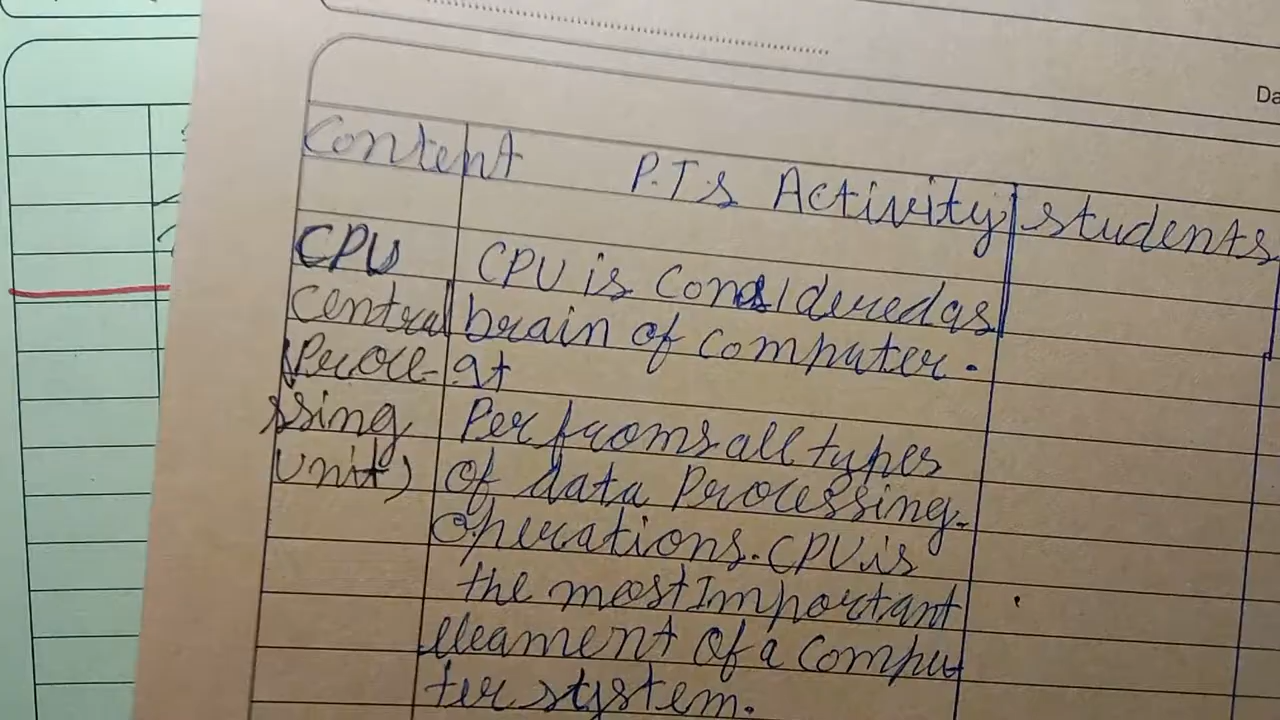 Da
Content P.T's Activity students
CPU CPU is Considered as
Central brain of Computer.
(Proce- It
ssing Perfroms all types
Unit) of data Processing.
Operations. CPU is
the most Important
eleament of a Compu
ter system.